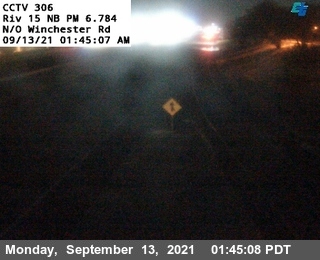 CCTV 306
Riv 15 NB PM 6.784
N/O Winchester Rd
09/13/21 01:45:07 AM
Monday, September 13, 2021 01:45:08 PDT